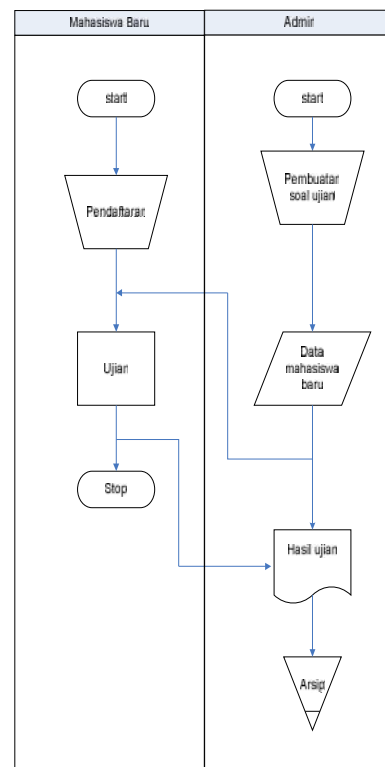 Mahasiswa Baru
Admin
start
start
Pendaftaran
Pembuatan
soal ujian
Ujian
Data
mahasiswa
baru
Stop
Hasil ujian
Arsip